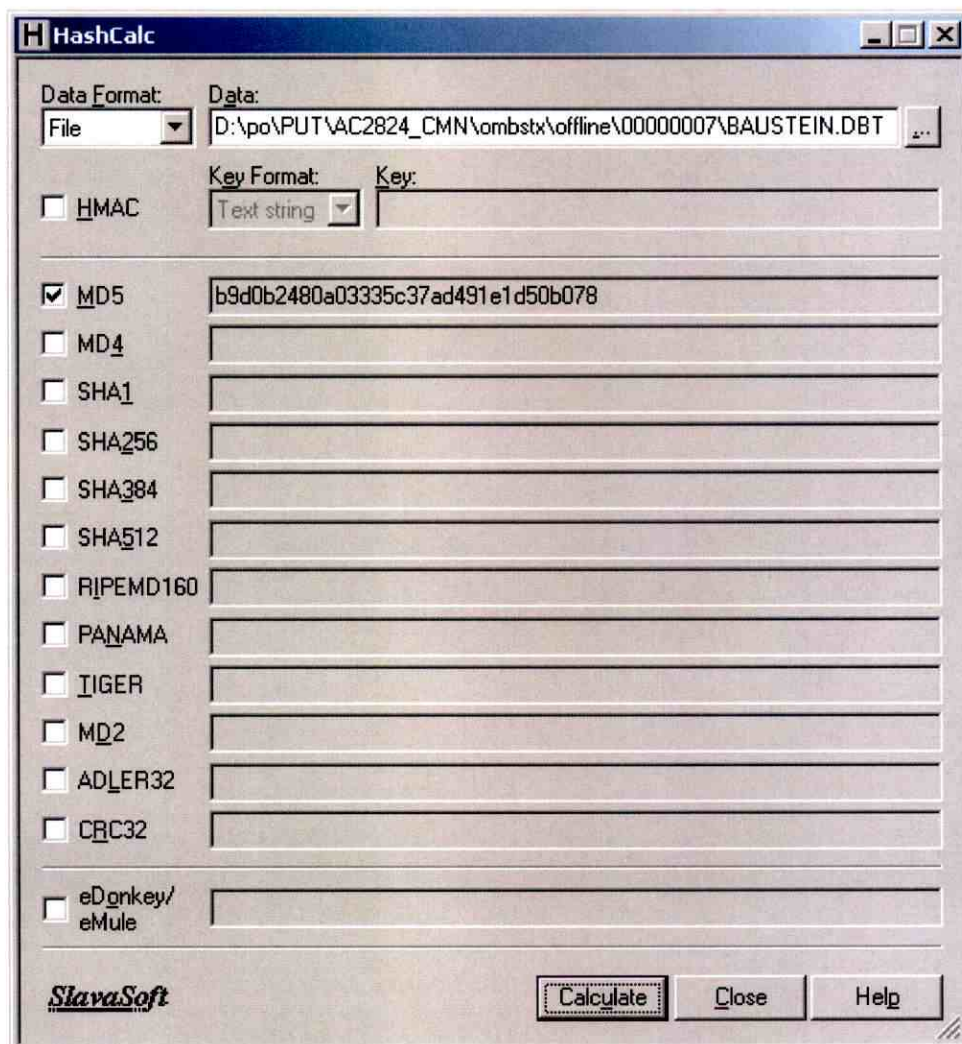 HashCalc
Data Format: Data:
File D:\po\PUT\AC2824_CMN\ombstx\offline\00000007\BAUSTEIN.DBT ...
Key Format: Key:
HMAC Text string
MD5 b9d0b2480a03335c37ad491e1d50b078
MD4
SHA1
SHA256
SHA384
SHA512
RIPEMD160
PANAMA
TIGER
MD2
ADLER32
CRC32
eDonkey/
eMule
SlavaSoft Calculate Close Help